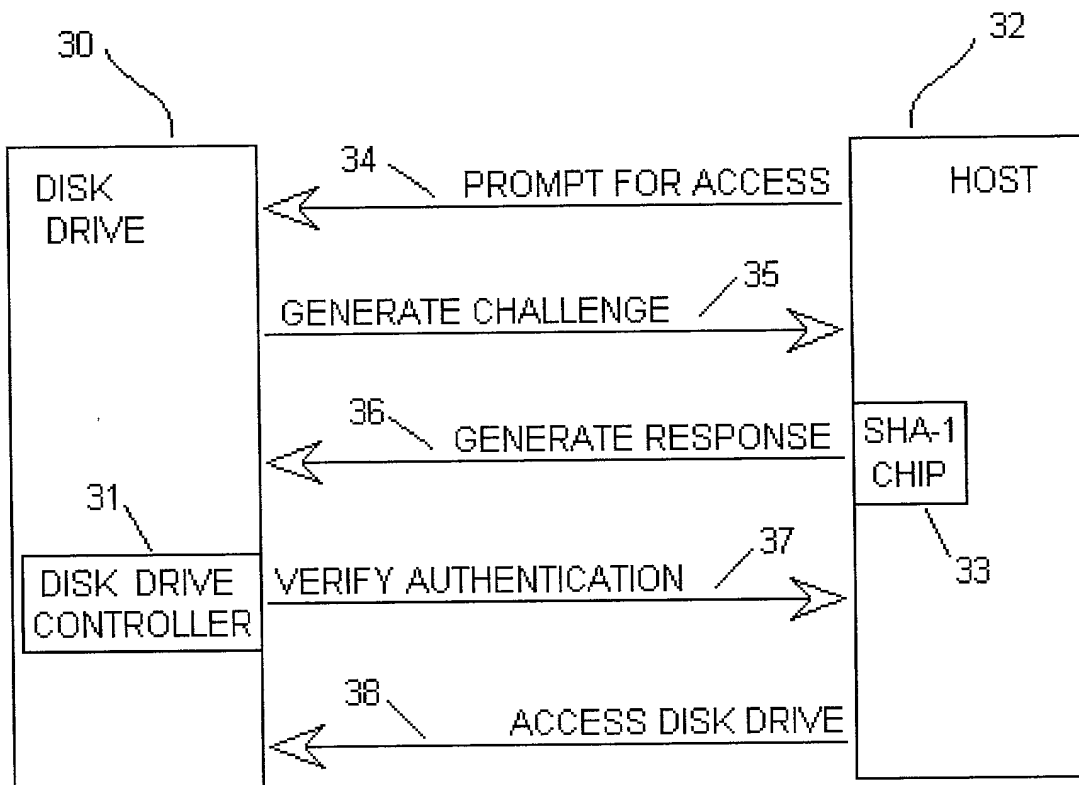 30
32
DISK
DRIVE
34
PROMPT FOR ACCESS
HOST
35
GENERATE CHALLENGE
36
GENERATE RESPONSE
SHA-1
CHIP
33
31
DISK DRIVE
CONTROLLER
37
VERIFY AUTHENTICATION
38
ACCESS DISK DRIVE